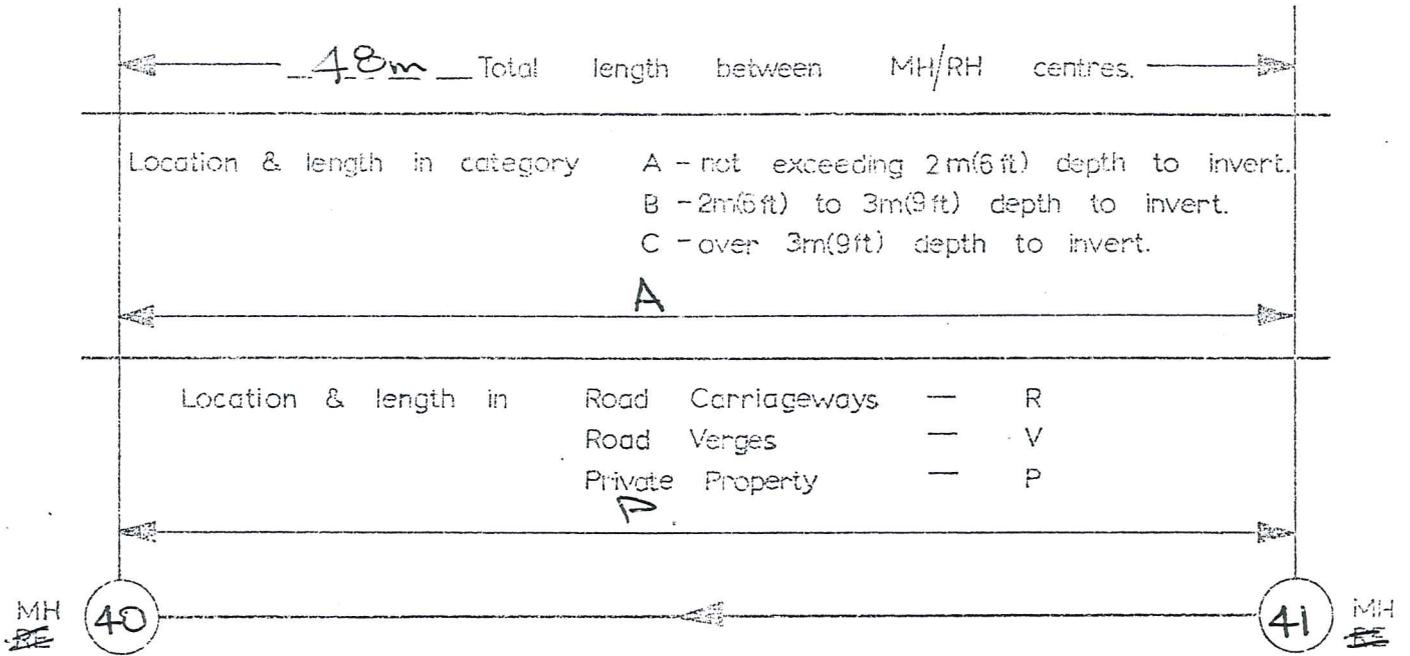 48m Total length between MH/RH centres.
Location & length in category A - not exceeding 2m(6ft) depth to invert.
B - 2m(6ft) to 3m(9ft) depth to invert.
C - over 3m(9ft) depth to invert.
A
Location & length in Road Carriageways — R
Road Verges — V
Private Property — P
P
MH 40 41 MH
RE RE